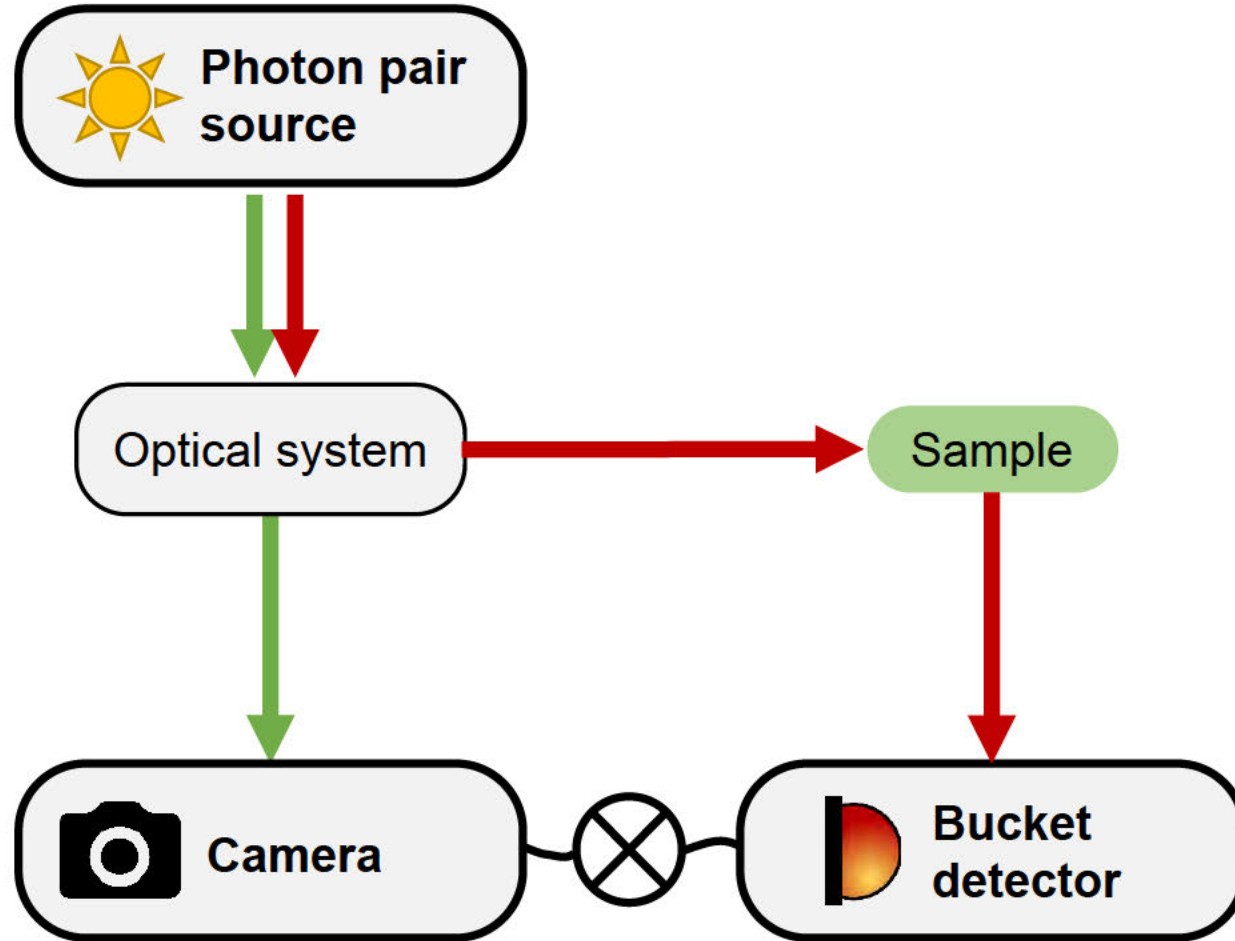 Photon pair
source
Optical system
Sample
Camera
Bucket
detector